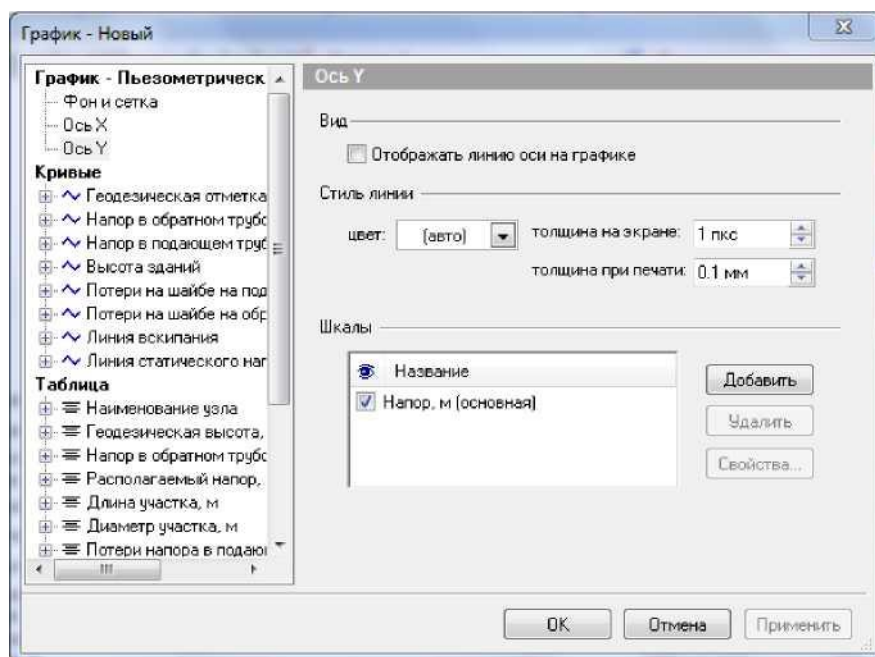 График - Новый
График - Пьезометрическ
Фон и сетка
Ось X
Ось Y
Кривые
Геодезическая отметка
Напор в обратном трубо
Напор в подающем труб
Высота зданий
Потери на шайбе на под
Потери на шайбе на обр
Линия вскипания
Линия статического наг
Таблица
Наименование узла
Геодезическая высота,
Напор в обратном трубо
Располагаемый напор,
Длина участка, м
Диаметр участка, м
Потери напора в подаю
Ось Y
Вид
Отображать линию оси на графике
Стиль линии
цвет: (авто) толщина на экране: 1 пкс
толщина при печати: 0.1 мм
Шкалы
Название
Напор, м (основная)
Добавить
Удалить
Свойства...
ОК Отмена Применить